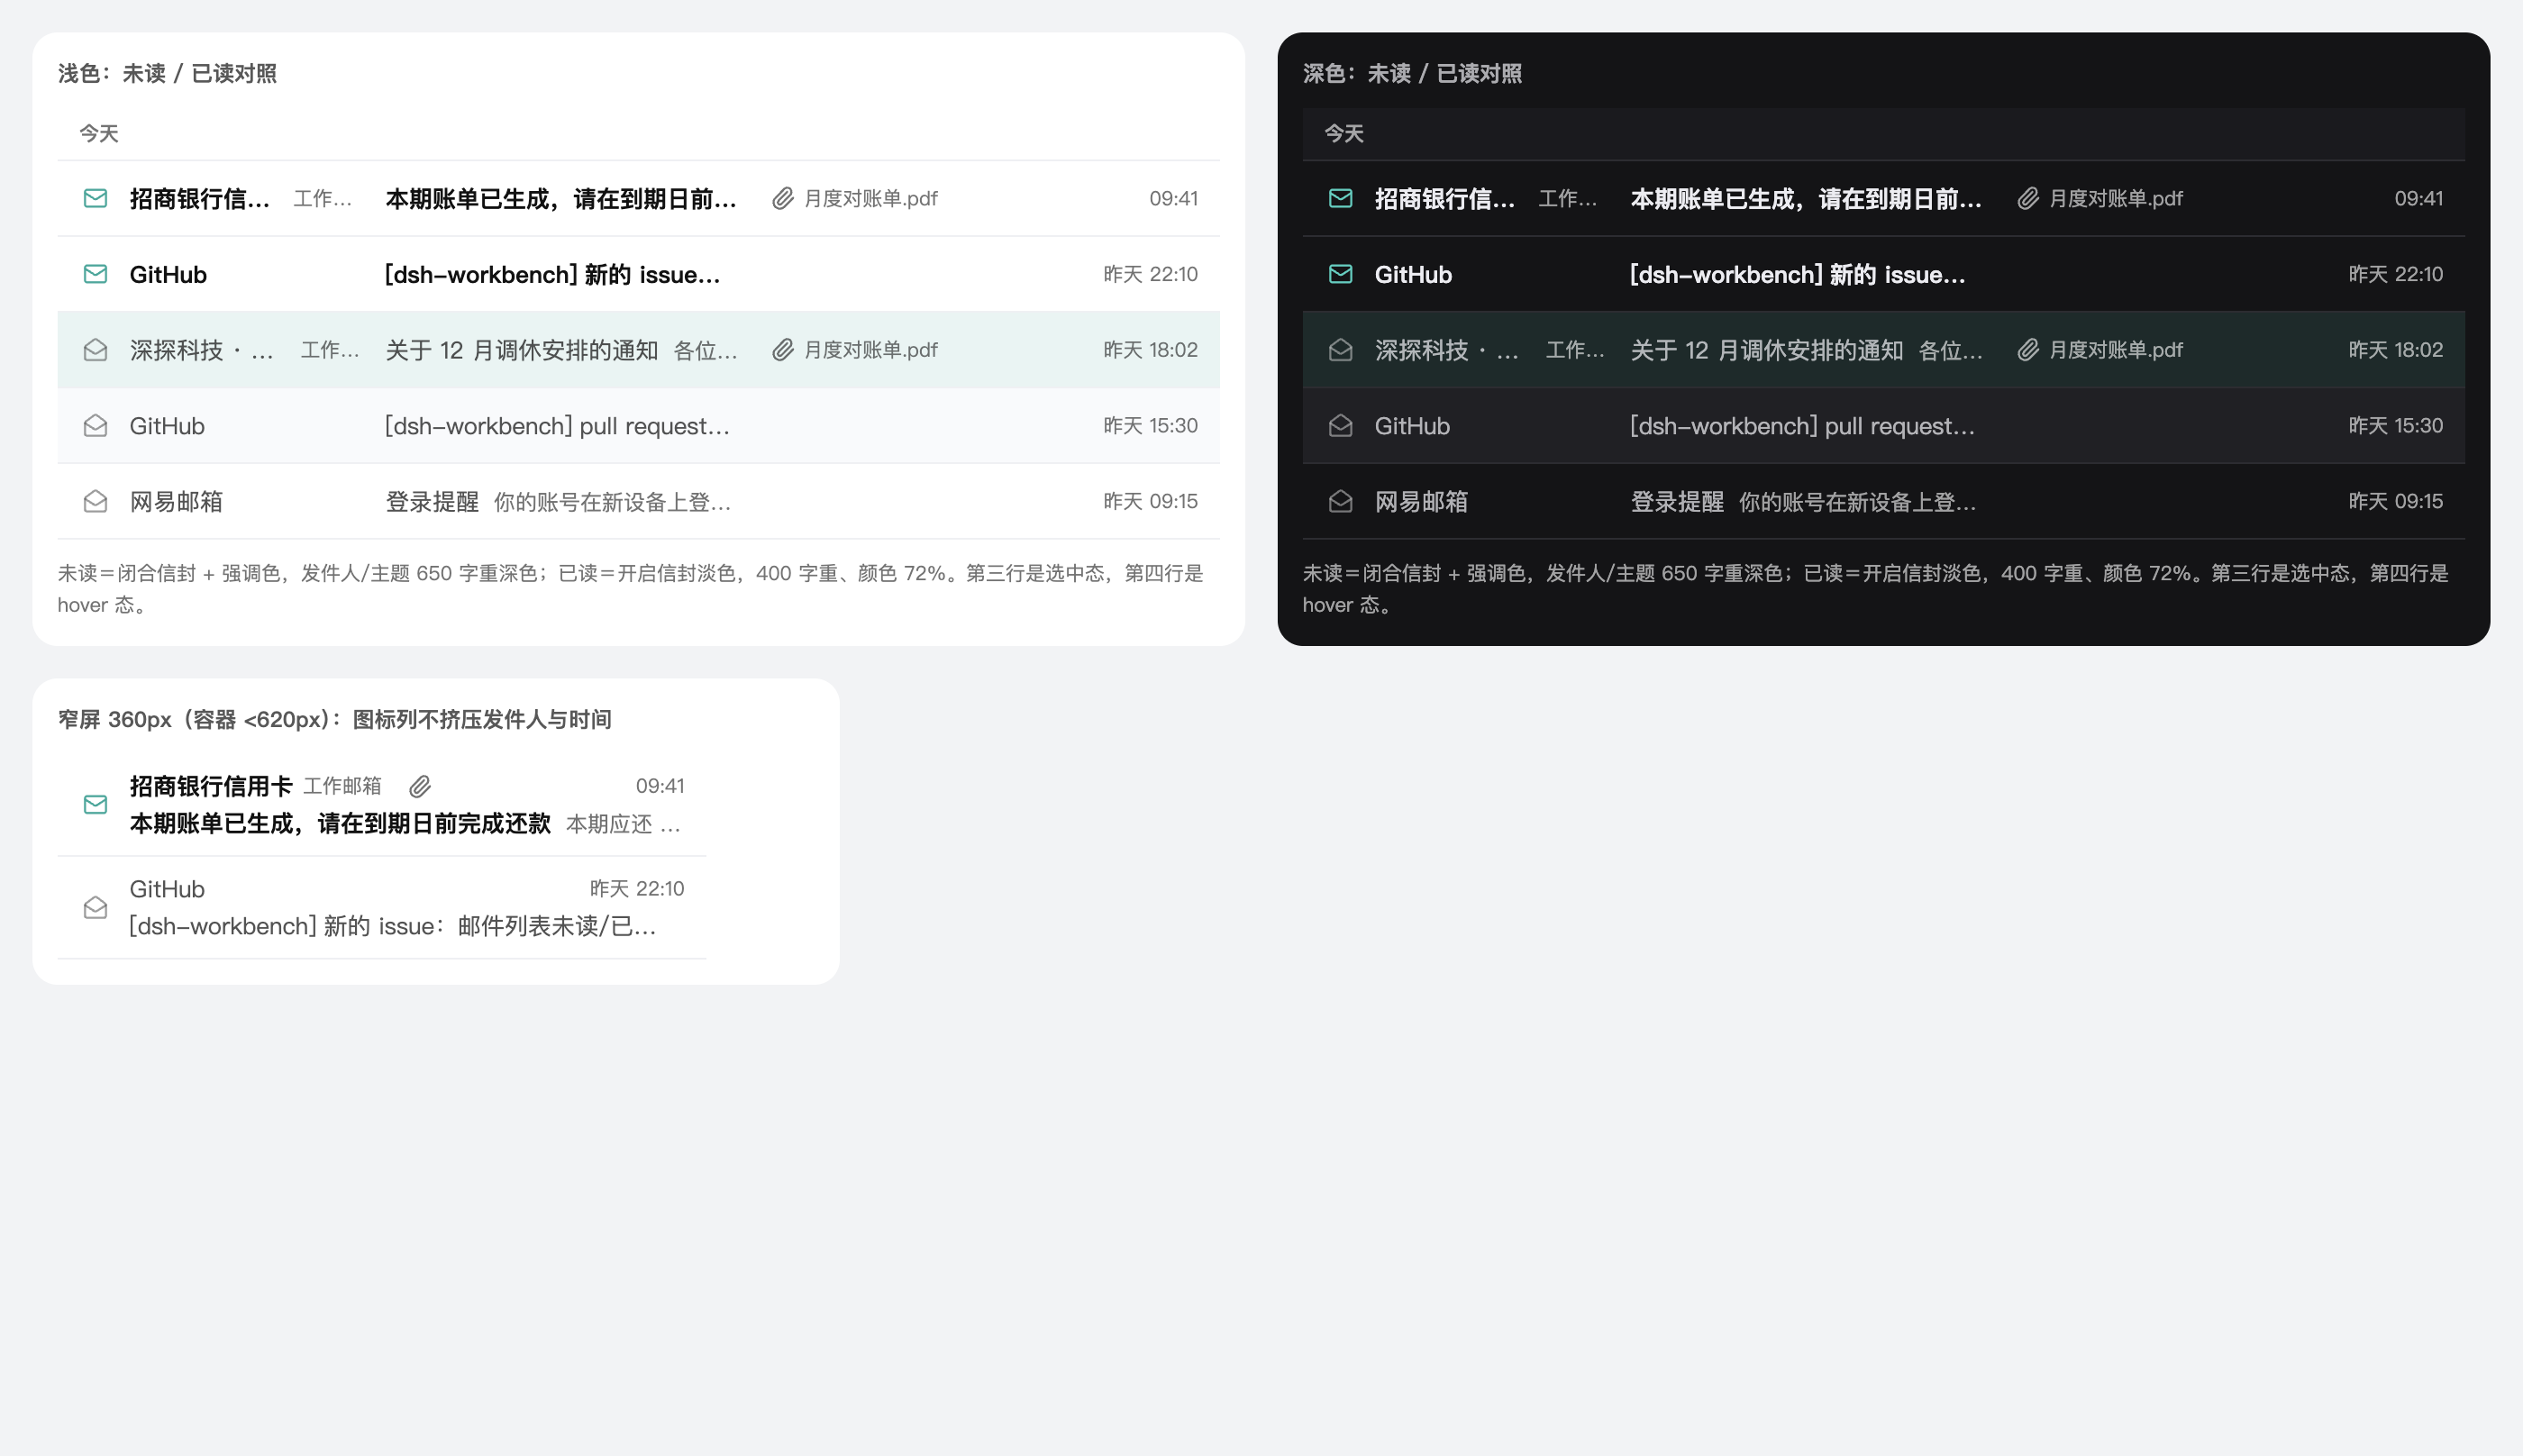 浅色：未读 / 已读对照
今天
招商银行信… 工作… 本期账单已生成，请在到期日前… 月度对账单.pdf 09:41
GitHub [dsh-workbench] 新的 issue… 昨天 22:10
深探科技 · … 工作… 关于 12 月调休安排的通知 各位… 月度对账单.pdf 昨天 18:02
GitHub [dsh-workbench] pull request… 昨天 15:30
网易邮箱 登录提醒 你的账号在新设备上登… 昨天 09:15
未读＝闭合信封 + 强调色，发件人/主题 650 字重深色；已读＝开启信封淡色，400 字重、颜色 72%。第三行是选中态，第四行是
hover 态。
深色：未读 / 已读对照
今天
招商银行信… 工作… 本期账单已生成，请在到期日前… 月度对账单.pdf 09:41
GitHub [dsh-workbench] 新的 issue… 昨天 22:10
深探科技 · … 工作… 关于 12 月调休安排的通知 各位… 月度对账单.pdf 昨天 18:02
GitHub [dsh-workbench] pull request… 昨天 15:30
网易邮箱 登录提醒 你的账号在新设备上登… 昨天 09:15
未读＝闭合信封 + 强调色，发件人/主题 650 字重深色；已读＝开启信封淡色，400 字重、颜色 72%。第三行是选中态，第四行是
hover 态。
窄屏 360px（容器 <620px）：图标列不挤压发件人与时间
招商银行信用卡 工作邮箱 09:41
本期账单已生成，请在到期日前完成还款 本期应还 …
GitHub 昨天 22:10
[dsh-workbench] 新的 issue：邮件列表未读/已…